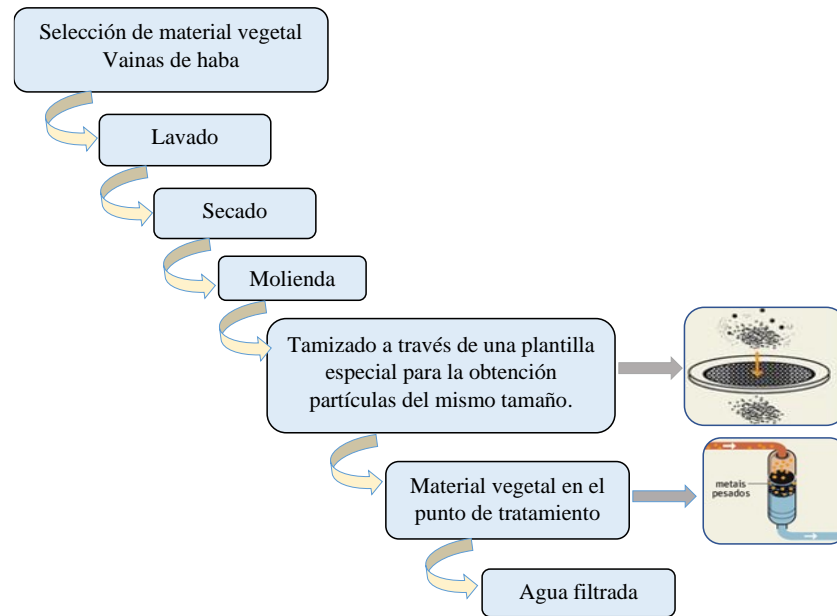 Selección de material vegetal
Vainas de haba
Lavado
Secado
Molienda
Tamizado a través de una plantilla
especial para la obtención
partículas del mismo tamaño.
Material vegetal en el
punto de tratamiento
metais
pesados
Agua filtrada